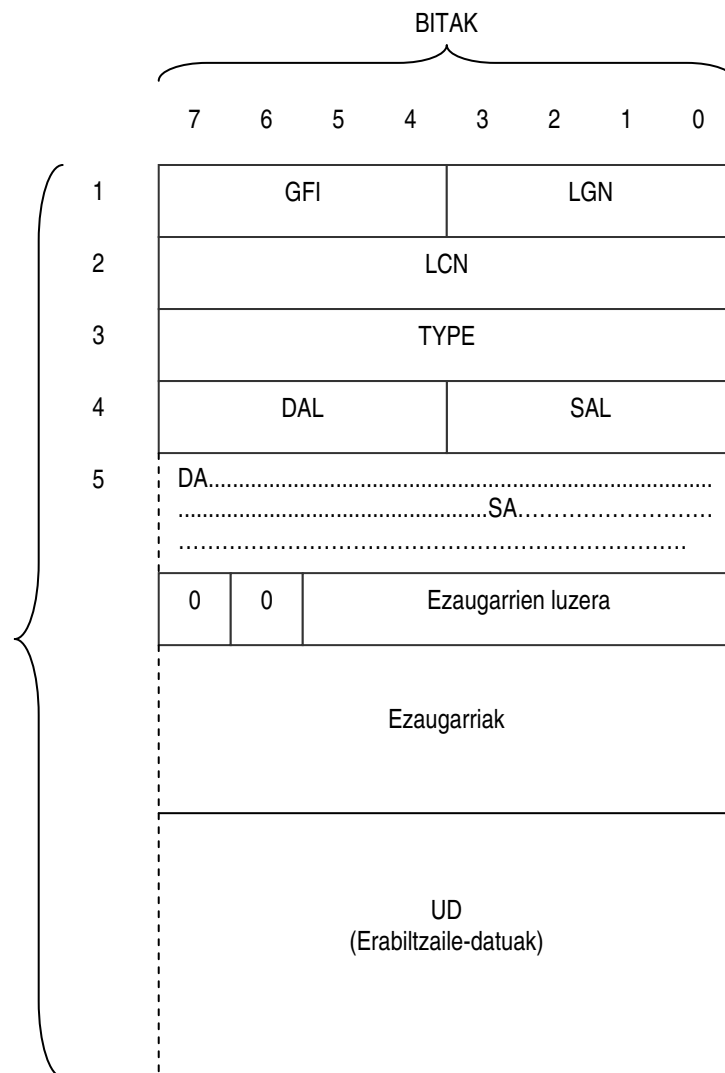 BITAK
7 6 5 4 3 2 1 0
1 GFI LGN
2 LCN
3 TYPE
4 DAL SAL
5 DA...................................................................................
...................................................SA...........................
......................................................................
0 0 Ezaugarrien luzera
Ezaugarriak
UD
(Erabiltzaile-datuak)